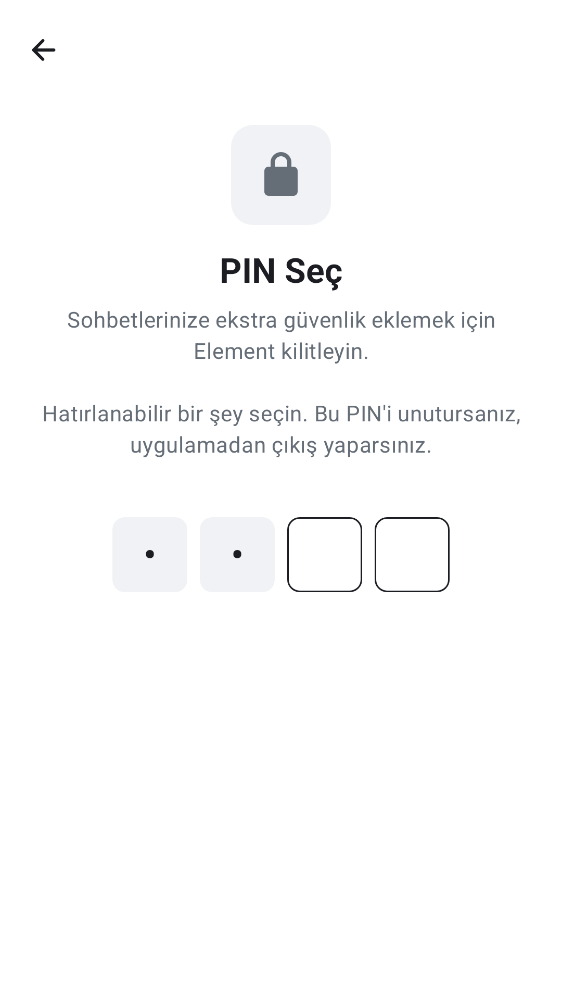 PIN Seç
Sohbetlerinize ekstra güvenlik eklemek için
Element kilitleyin.
Hatırlanabilir bir şey seçin. Bu PIN'i unutursanız,
uygulamadan çıkış yaparsınız.